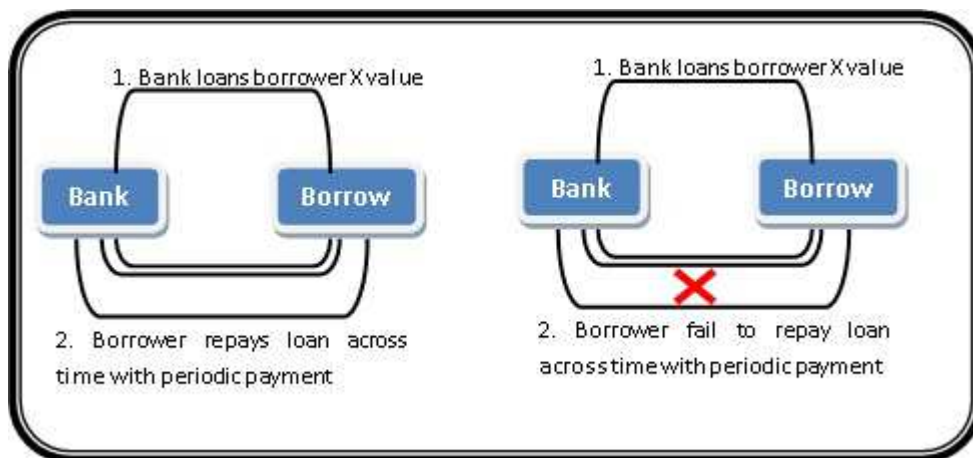 1. Bank loans borrower X value
Bank
Borrow
2. Borrower repays loan across
time with periodic payment
1. Bank loans borrower X value
Bank
Borrow
2. Borrower fail to repay loan
across time with periodic payment